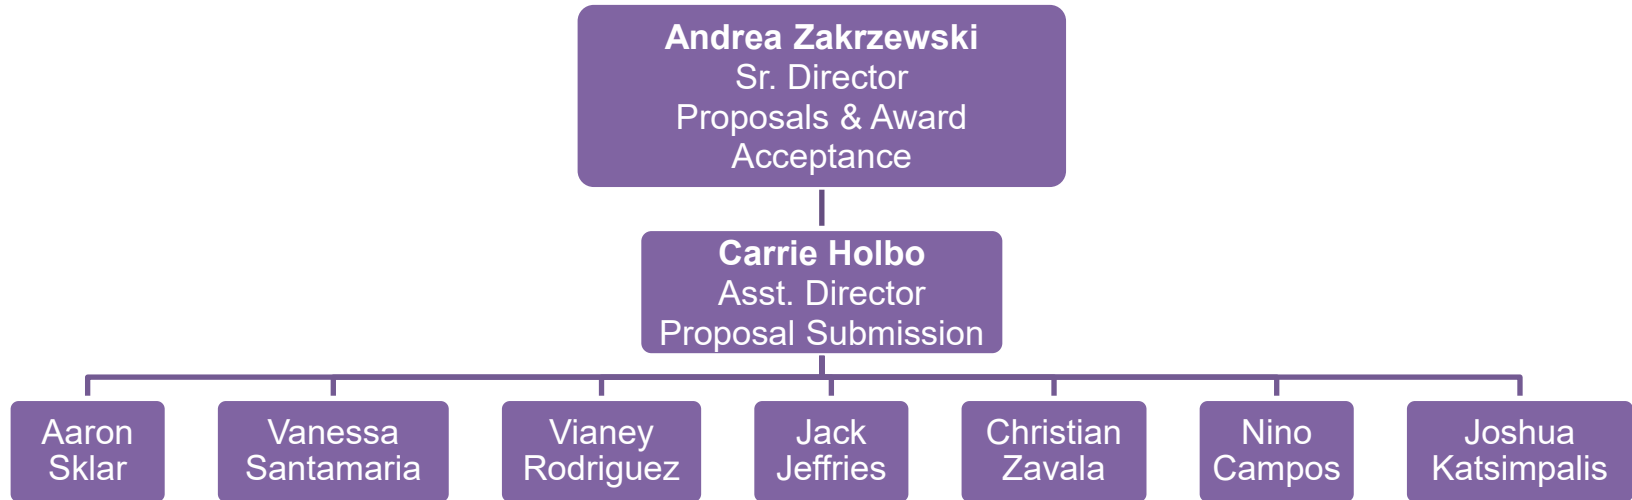 Andrea Zakrzewski
Sr. Director
Proposals & Award
Acceptance
Carrie Holbo
Asst. Director
Proposal Submission
Aaron
Sklar
Vanessa
Santamaria
Vianey
Rodriguez
Jack
Jeffries
Christian
Zavala
Nino
Campos
Joshua
Katsimpalis